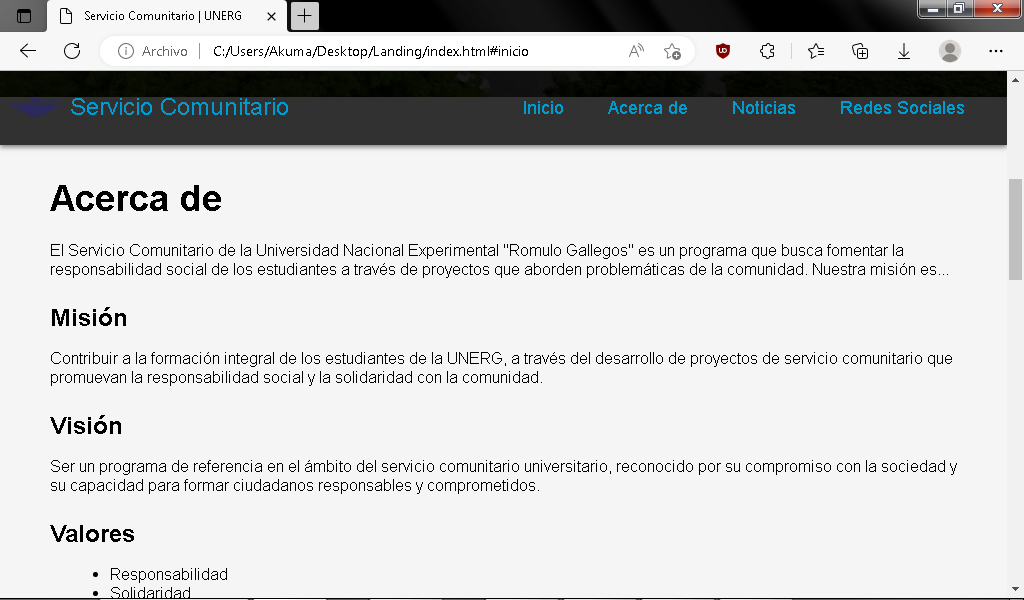 Servicio Comunitario | UNERG
Archivo | C:/Users/Akuma/Desktop/Landing/index.html#inicio
Servicio Comunitario
Inicio
Acerca de
Noticias
Redes Sociales
Acerca de
El Servicio Comunitario de la Universidad Nacional Experimental "Romulo Gallegos" es un programa que busca fomentar la
responsabilidad social de los estudiantes a través de proyectos que aborden problemáticas de la comunidad. Nuestra misión es...
Misión
Contribuir a la formación integral de los estudiantes de la UNERG, a través del desarrollo de proyectos de servicio comunitario que
promuevan la responsabilidad social y la solidaridad con la comunidad.
Visión
Ser un programa de referencia en el ámbito del servicio comunitario universitario, reconocido por su compromiso con la sociedad y
su capacidad para formar ciudadanos responsables y comprometidos.
Valores
• Responsabilidad
• Solidaridad